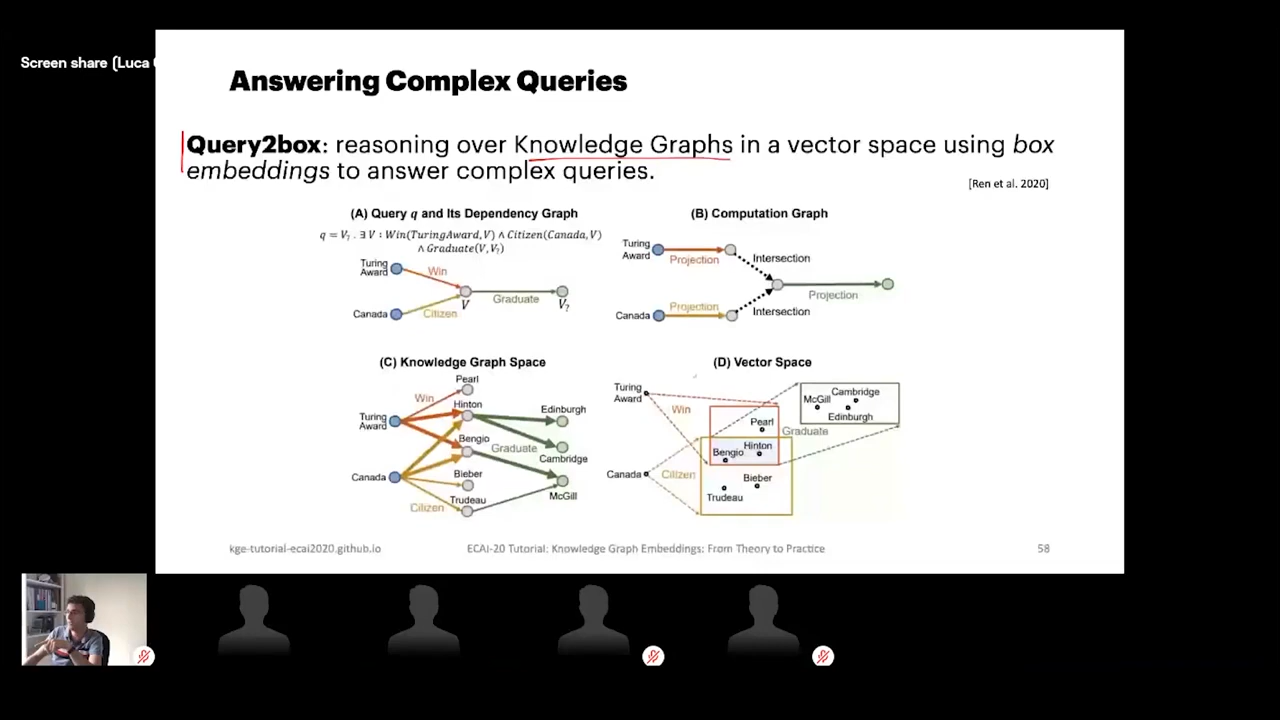 Screen share (Luca
Answering Complex Queries
Query2box: reasoning over Knowledge Graphs in a vector space using box
embeddings to answer complex queries.
[Ren et al. 2020]
(A) Query q and Its Dependency Graph
q = V? . ∃ V : Win(TuringAward, V) ∧ Citizen(Canada, V)
∧ Graduate(V, V?)
Turing
Award
Win
Graduate
V
V?
Canada
Citizen
(B) Computation Graph
Turing
Award
Projection
Intersection
Projection
Canada
Projection
Intersection
(C) Knowledge Graph Space
Pearl
Win
Hinton
Edinburgh
Turing
Award
Bengio
Graduate
Cambridge
Canada
Bieber
McGill
Citizen
Trudeau
(D) Vector Space
Turing
Award
Win
Cambridge
McGill
Edinburgh
Pearl
Graduate
Hinton
Bengio
Canada
Citizen
Bieber
Trudeau
kge-tutorial-ecai2020.github.io
ECAI-20 Tutorial: Knowledge Graph Embeddings: From Theory to Practice
58